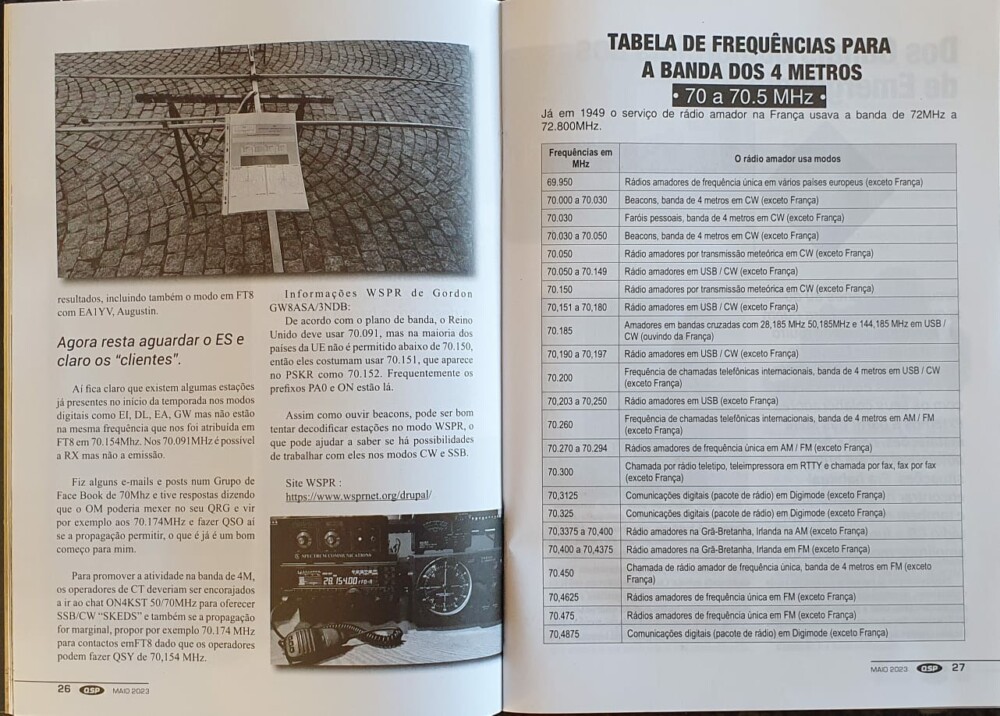 resultados, incluindo também o modo em FT8
com EA1YV, Augustin.
Agora resta aguardar o ES e
claro os “clientes”.
Aí fica claro que existem algumas estações
já presentes no início da temporada nos modos
digitais como EI, DL, EA, GW mas não estão
na mesma frequência que nos foi atribuida em
FT8 em 70.154Mhz. Nos 70.091MHz é possível
a RX mas não a emissão.
Fiz alguns e-mails e posts num Grupo de
Face Book de 70Mhz e tive respostas dizendo
que o OM poderia mexer no seu QRG e vir
por exemplo aos 70.174MHz e fazer QSO aí
se a propagação permitir, o que é já é um bom
começo para mim.
Para promover a atividade na banda de 4M,
os operadores de CT deveriam ser encorajados
a ir ao chat ON4KST 50/70MHz para oferecer
SSB/CW “SKEDS” e também se a propagação
for marginal, propor por exemplo 70.174 MHz
para contactos emFT8 dado que os operadores
podem fazer QSY de 70,154 MHz.
Informações WSPR de Gordon
GW8ASA/3NDB:
De acordo com o plano de banda, o Reino
Unido deve usar 70.091, mas na maioria dos
países da UE não é permitido abaixo de 70.150,
então eles costumam usar 70.151, que aparece
no PSKR como 70.152. Frequentemente os
prefixos PA0 e ON estão lá.
Assim como ouvir beacons, pode ser bom
tentar decodificar estações no modo WSPR, o
que pode ajudar a saber se há possibilidades
de trabalhar com eles nos modos CW e SSB.
Site WSPR :
https://www.wsprnet.org/drupal/
SPECTRUM COMMUNICATIONS
28.154.00
26 QSP MAIO 2023
TABELA DE FREQUÊNCIAS PARA
A BANDA DOS 4 METROS
• 70 a 70.5 MHz •
Já em 1949 o serviço de rádio amador na França usava a banda de 72MHz a
72.800MHz.
Frequências em MHz O rádio amador usa modos
69.950 Rádios amadores de frequência única em vários países europeus (exceto França)
70.000 a 70.030 Beacons, banda de 4 metros em CW (exceto França)
70.030 Faróis pessoais, banda de 4 metros em CW (exceto França)
70.030 a 70.050 Beacons, banda de 4 metros em CW (exceto França)
70.050 Rádio amadores por transmissão meteórica em CW (exceto França)
70.050 a 70.149 Rádio amadores em USB / CW (exceto França)
70.150 Rádio amadores por transmissão meteórica em CW (exceto França)
70,151 a 70,180 Rádio amadores em USB / CW (exceto França)
70.185 Amadores em bandas cruzadas com 28,185 MHz 50,185MHz e 144,185 MHz em USB /
CW (ouvindo da França)
70,190 a 70,197 Rádio amadores em USB / CW (exceto França)
70.200 Frequência de chamadas telefônicas internacionais, banda de 4 metros em USB / CW
(exceto França)
70,203 a 70,250 Rádio amadores em USB (exceto França)
70.260 Frequência de chamadas telefônicas internacionais, banda de 4 metros em AM / FM
(exceto França)
70.270 a 70.294 Rádios amadores de frequência única em AM / FM (exceto França)
70.300 Chamada por rádio teletipo, teleimpressora em RTTY e chamada por fax, fax por fax
(exceto França)
70,3125 Comunicações digitais (pacote de rádio) em Digimode (exceto França)
70.325 Comunicações digitais (pacote de rádio) em Digimode (exceto França)
70,3375 a 70,400 Rádio amadores na Grã-Bretanha, Irlanda na AM (exceto França)
70,400 a 70,4375 Rádio amadores na Grã-Bretanha, Irlanda em FM (exceto França)
70.450 Chamada de rádio amador de frequência única, banda de 4 metros em FM (exceto
França)
70,4625 Rádios amadores de frequência única em FM (exceto França)
70.475 Rádios amadores de frequência única em FM (exceto França)
70,4875 Comunicações digitais (pacote de rádio) em Digimode (exceto França)
MAIO 2023 QSP 27